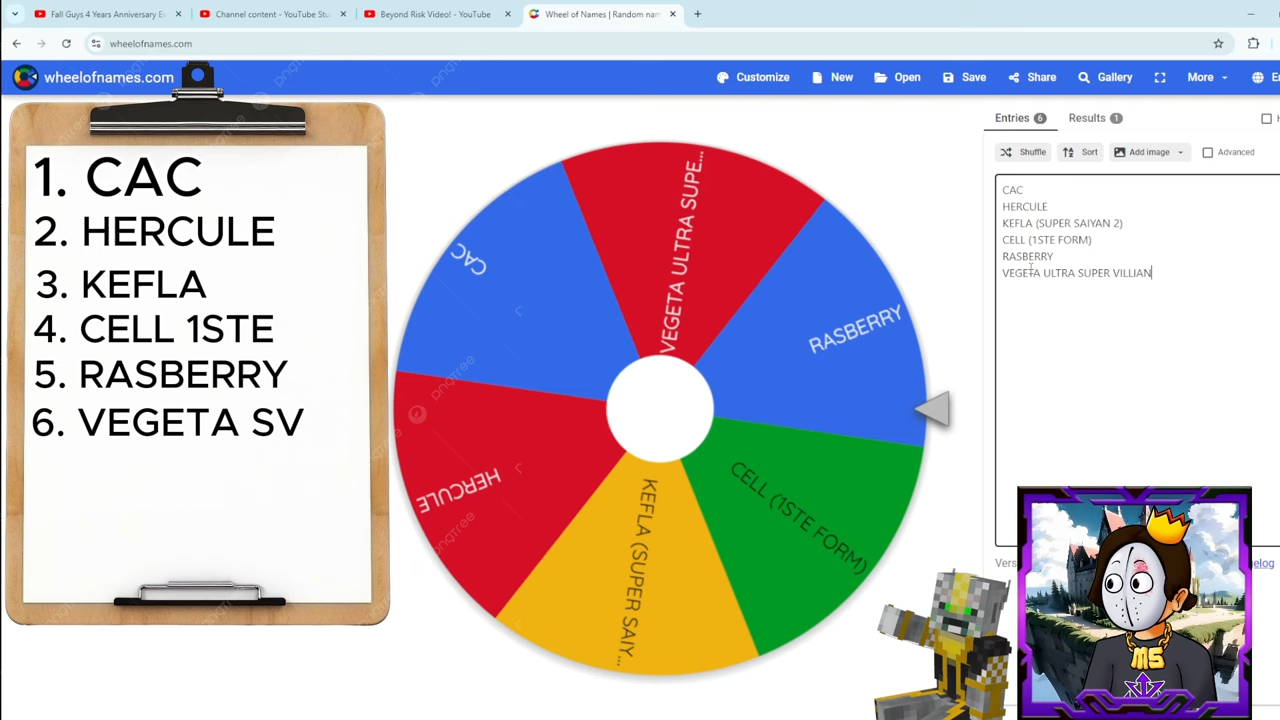 Fall Guys 4 Years Anniversary E
Channel content - YouTube Stu
Beyond Risk Video! - YouTube
Wheel of Names | Random nam
wheelofnames.com
wheelofnames.com
Customize
New
Open
Save
Share
Gallery
More
Entries 6
Results 1
Shuffle
Sort
Add image
Advanced
1. CAC
2. HERCULE
3. KEFLA
4. CELL 1STE
5. RASBERRY
6. VEGETA SV
VEGETA ULTRA SUPE...
RASBERRY
CELL (1STE FORM)
KEFLA (SUPER SAIY...
HERCULE
CAC
CAC
HERCULE
KEFLA (SUPER SAIYAN 2)
CELL (1STE FORM)
RASBERRY
VEGETA ULTRA SUPER VILLIAN
pngtree
pngtree
pngtree
MS